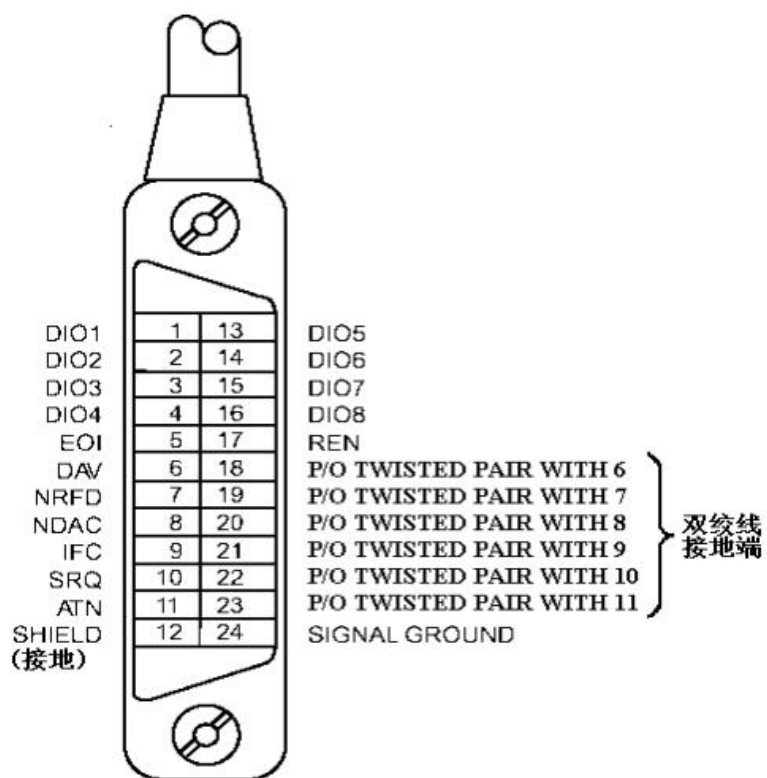 DIO1 1 13 DIO5
DIO2 2 14 DIO6
DIO3 3 15 DIO7
DIO4 4 16 DIO8
EOI 5 17 REN
DAV 6 18 P/O TWISTED PAIR WITH 6
NRFD 7 19 P/O TWISTED PAIR WITH 7
NDAC 8 20 P/O TWISTED PAIR WITH 8
IFC 9 21 P/O TWISTED PAIR WITH 9
SRQ 10 22 P/O TWISTED PAIR WITH 10
ATN 11 23 P/O TWISTED PAIR WITH 11
SHIELD 12 24 SIGNAL GROUND
(接地)
双绞线
接地端